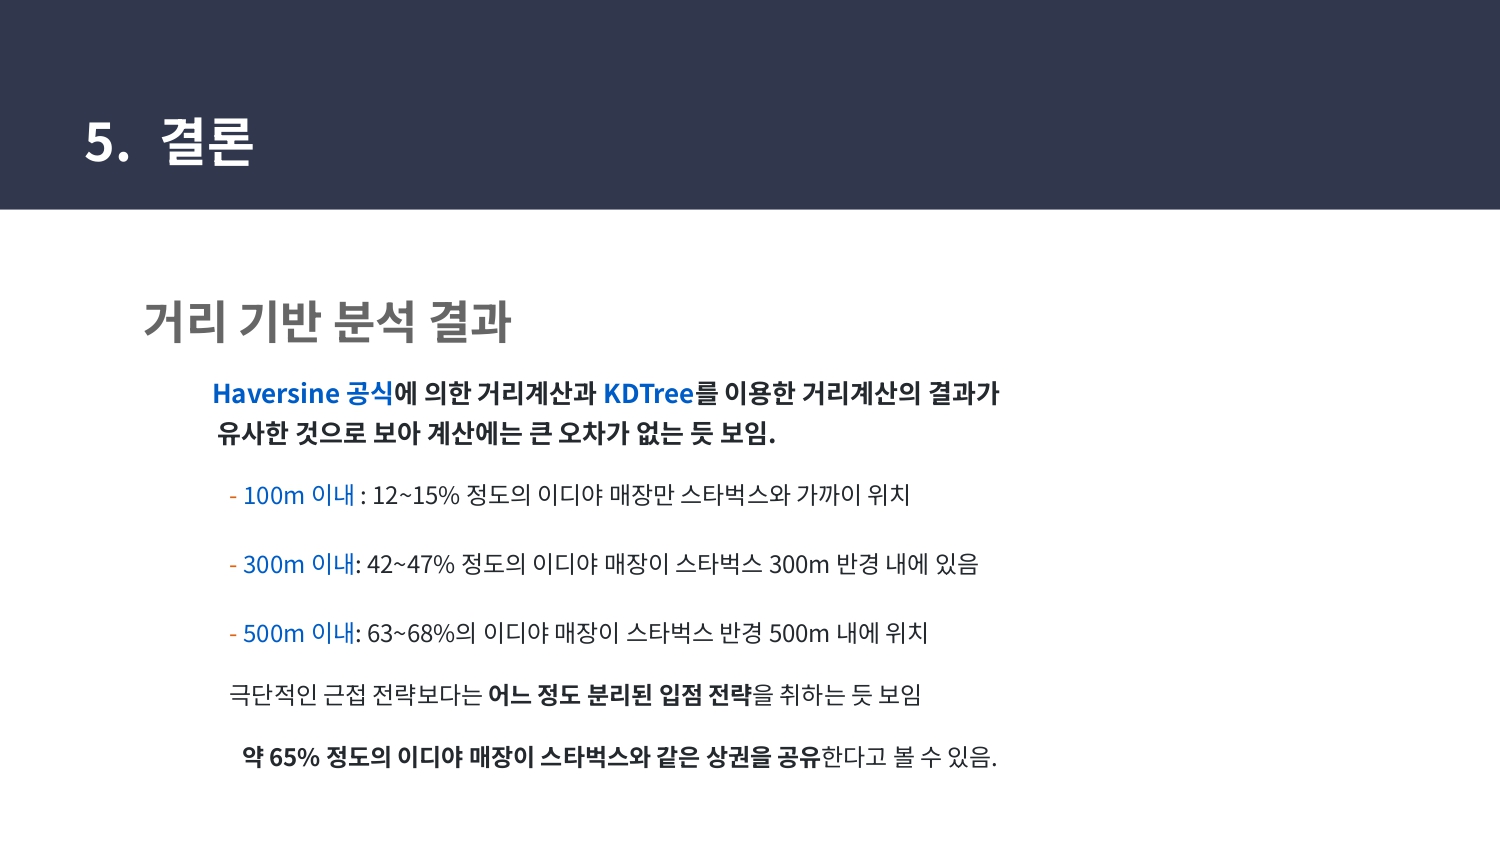 5. 결론
거리 기반 분석 결과
Haversine 공식에 의한 거리계산과 KDTree를 이용한 거리계산의 결과가
유사한 것으로 보아 계산에는 큰 오차가 없는 듯 보임.
- 100m 이내 : 12~15% 정도의 이디야 매장만 스타벅스와 가까이 위치
- 300m 이내: 42~47% 정도의 이디야 매장이 스타벅스 300m 반경 내에 있음
- 500m 이내: 63~68%의 이디야 매장이 스타벅스 반경 500m 내에 위치
극단적인 근접 전략보다는 어느 정도 분리된 입점 전략을 취하는 듯 보임
약 65% 정도의 이디야 매장이 스타벅스와 같은 상권을 공유한다고 볼 수 있음.